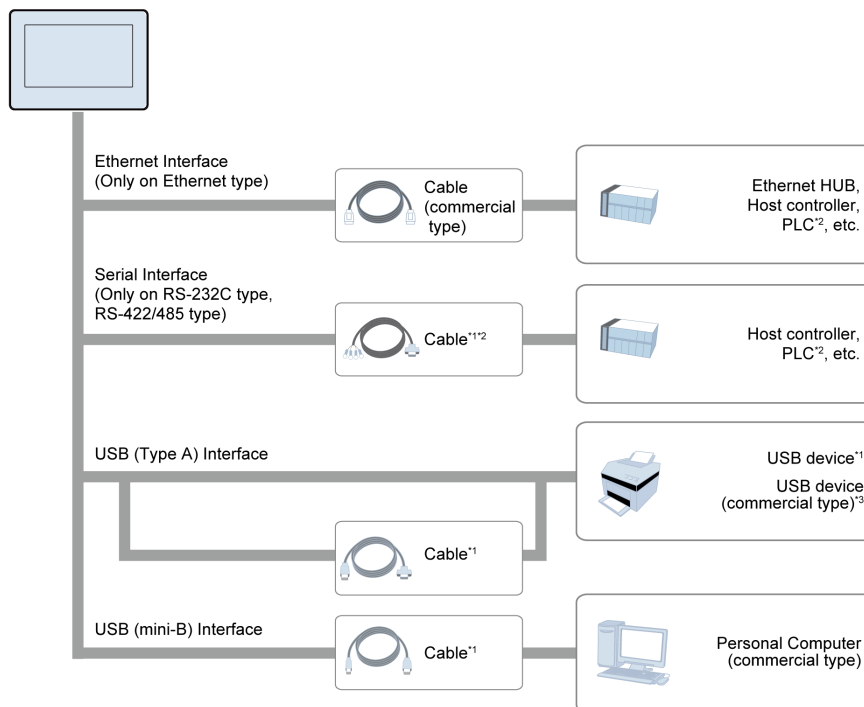 Ethernet Interface
(Only on Ethernet type)
Cable
(commercial
type)
Ethernet HUB,
Host controller,
PLC*2, etc.
Serial Interface
(Only on RS-232C type,
RS-422/485 type)
Cable*1*2
Host controller,
PLC*2, etc.
USB (Type A) Interface
USB device*1
USB device
(commercial type)*3
Cable*1
USB (mini-B) Interface
Cable*1
Personal Computer
(commercial type)